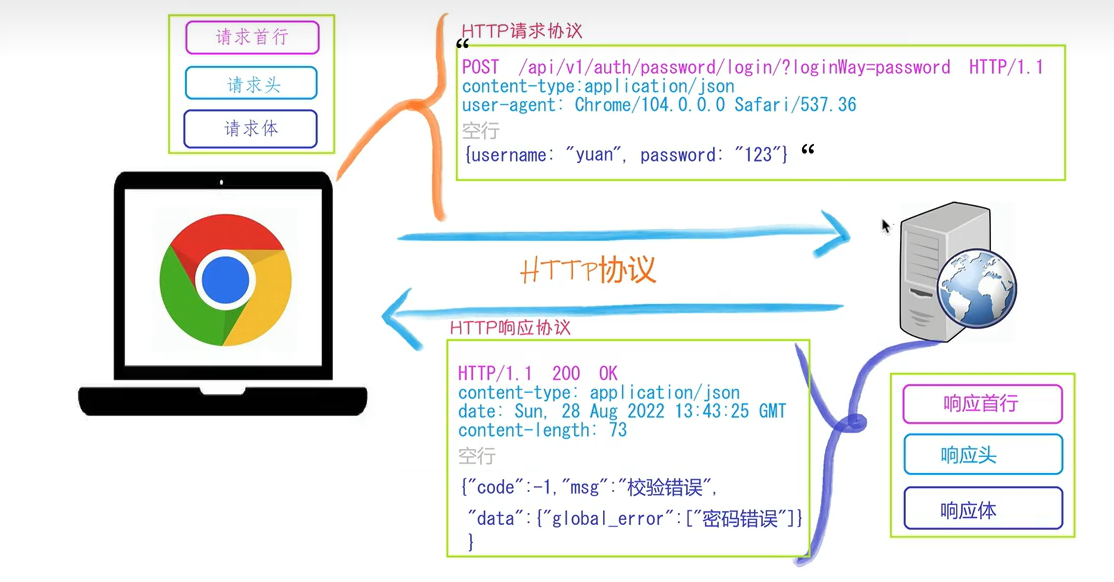 请求首行
请求头
请求体
HTTP请求协议
“
POST /api/v1/auth/password/login/?loginWay=password HTTP/1.1
content-type:application/json
user-agent: Chrome/104.0.0.0 Safari/537.36
空行
{username: "yuan", password: "123"} “
HTTP协议
HTTP响应协议
HTTP/1.1 200 OK
content-type: application/json
date: Sun, 28 Aug 2022 13:43:25 GMT
content-length: 73
空行
{"code":-1,"msg":"校验错误",
"data":{"global_error":["密码错误"]}
}
响应首行
响应头
响应体